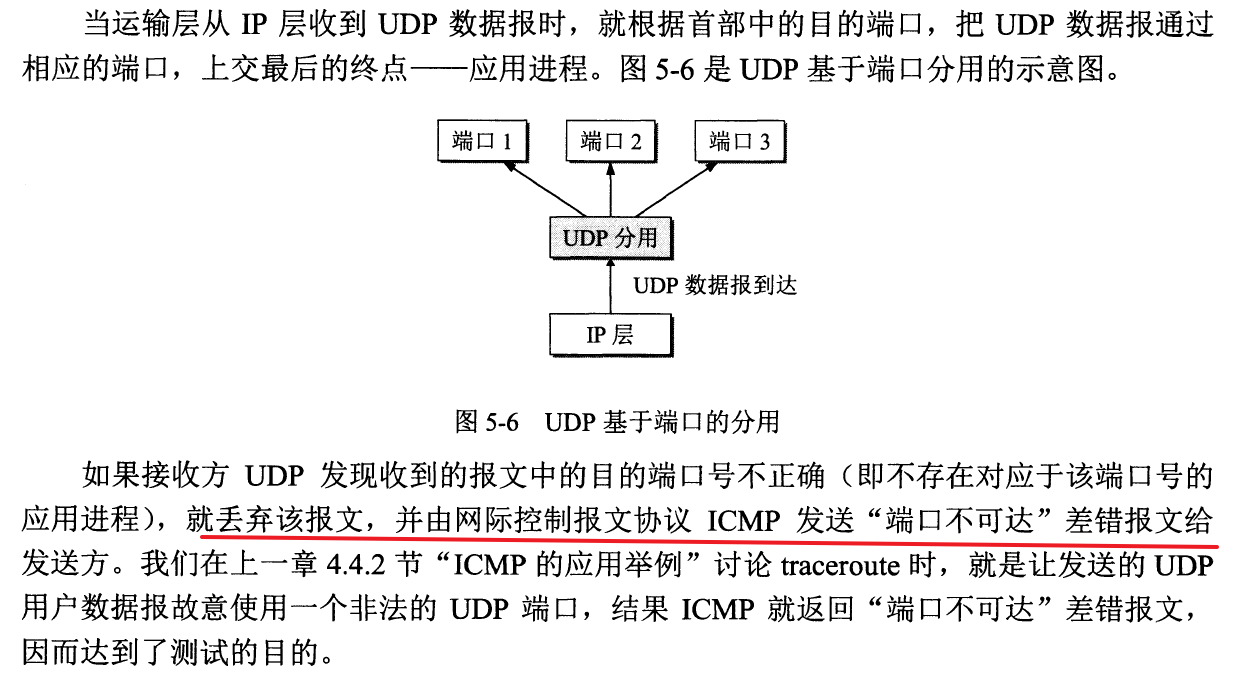 当运输层从 IP 层收到 UDP 数据报时，就根据首部中的目的端口，把 UDP 数据报通过
相应的端口，上交最后的终点——应用进程。图 5-6 是 UDP 基于端口分用的示意图。
端口 1 端口 2 端口 3
UDP 分用
UDP 数据报到达
IP 层
图 5-6 UDP 基于端口的分用
如果接收方 UDP 发现收到的报文中的目的端口号不正确（即不存在对应于该端口号的
应用进程），就丢弃该报文，并由网际控制报文协议 ICMP 发送“端口不可达”差错报文给
发送方。我们在上一章 4.4.2 节“ICMP 的应用举例”讨论 traceroute 时，就是让发送的 UDP
用户数据报故意使用一个非法的 UDP 端口，结果 ICMP 就返回“端口不可达”差错报文，
因而达到了测试的目的。